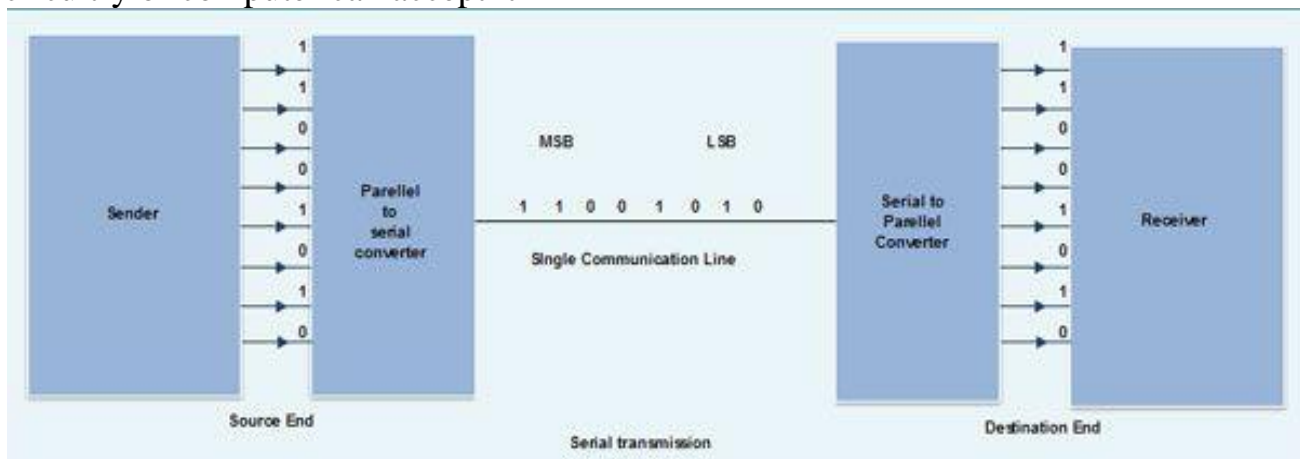 1
1
0
0
1
0
1
0
Sender
Parellel
to
serial
converter
MSB LSB
1 1 0 0 1 0 1 0
SIngle Communication Line
Serial to
Parellel
Converter
1
1
0
0
1
0
1
0
Receiver
Source End
Destination End
Serial transmission